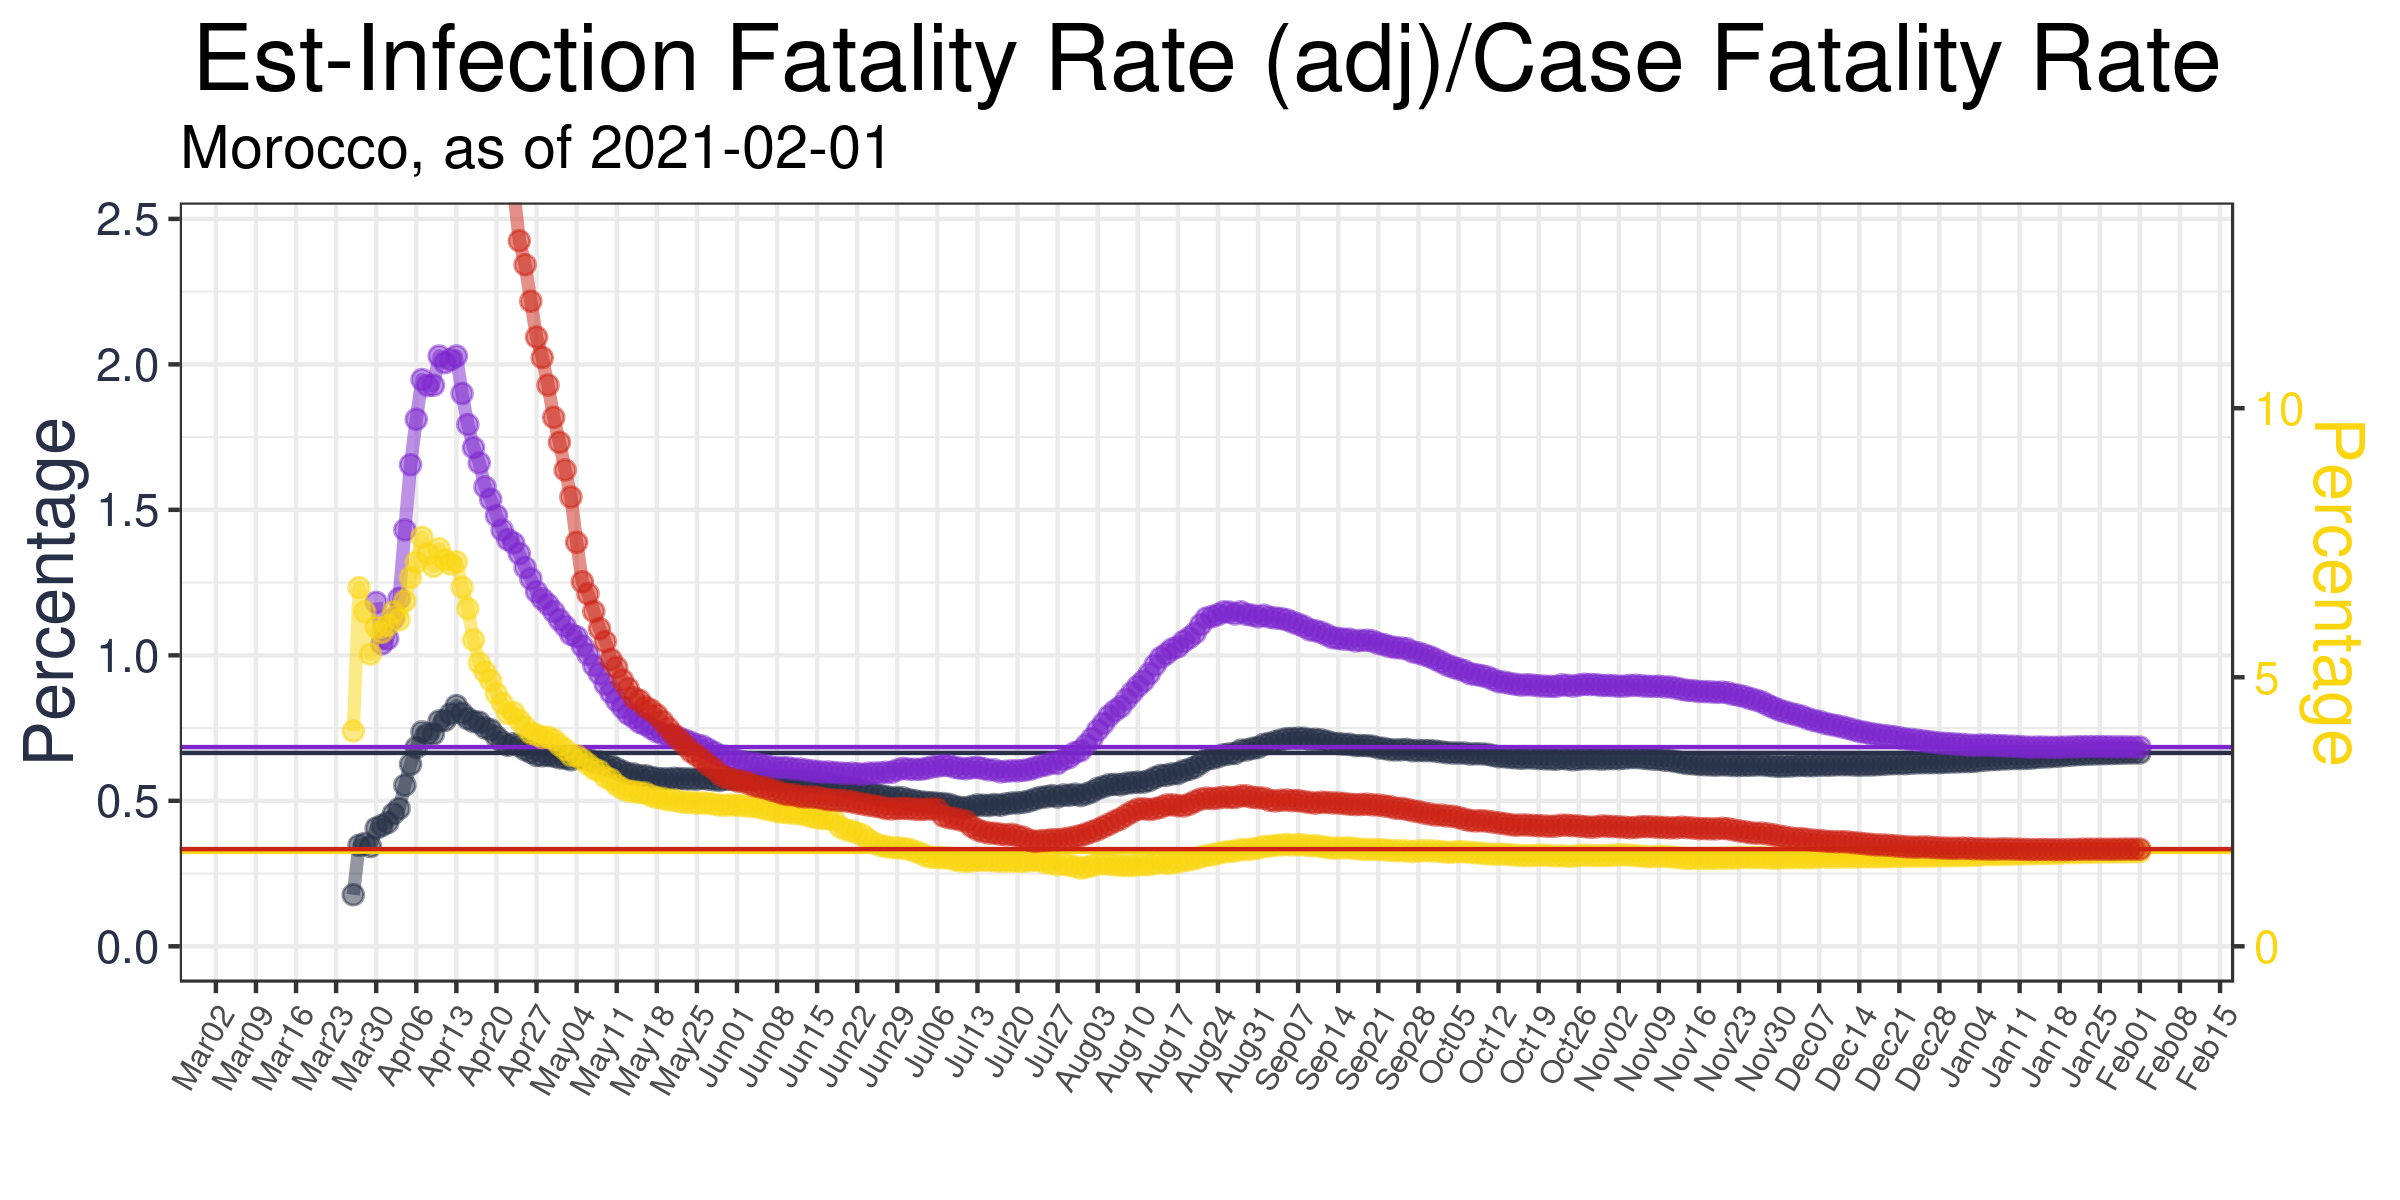 Est-Infection Fatality Rate (adj)/Case Fatality Rate
Morocco, as of 2021-02-01
Percentage
2.5
2.0
1.5
1.0
0.5
0.0
10
5
0
Percentage
Mar02
Mar09
Mar16
Mar23
Mar30
Apr06
Apr13
Apr20
Apr27
May04
May11
May18
May25
Jun01
Jun08
Jun15
Jun22
Jun29
Jul06
Jul13
Jul20
Jul27
Aug03
Aug10
Aug17
Aug24
Aug31
Sep07
Sep14
Sep21
Sep28
Oct05
Oct12
Oct19
Oct26
Nov02
Nov09
Nov16
Nov23
Nov30
Dec07
Dec14
Dec21
Dec28
Jan04
Jan11
Jan18
Jan25
Feb01
Feb08
Feb15